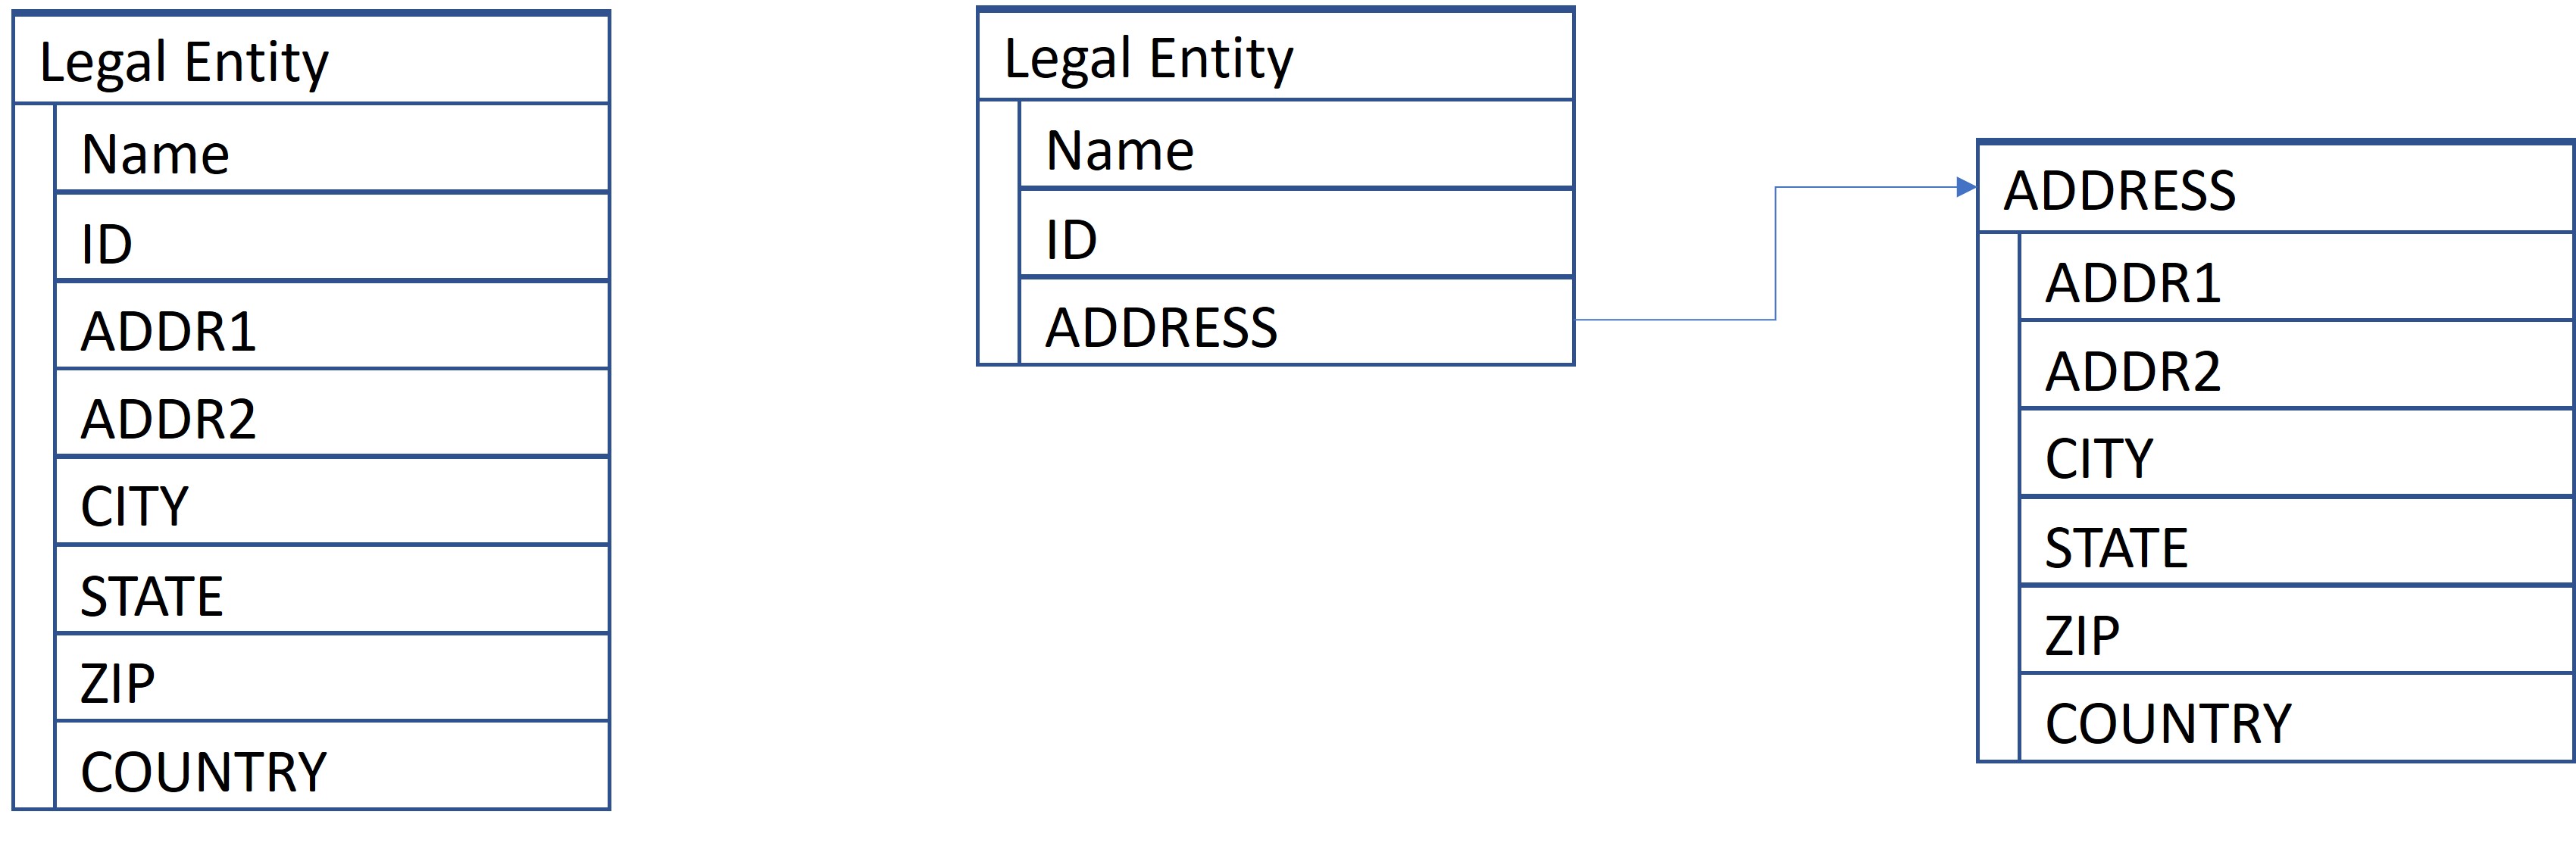 Legal Entity
Name
ID
ADDR1
ADDR2
CITY
STATE
ZIP
COUNTRY
Legal Entity
Name
ID
ADDRESS
ADDRESS
ADDR1
ADDR2
CITY
STATE
ZIP
COUNTRY